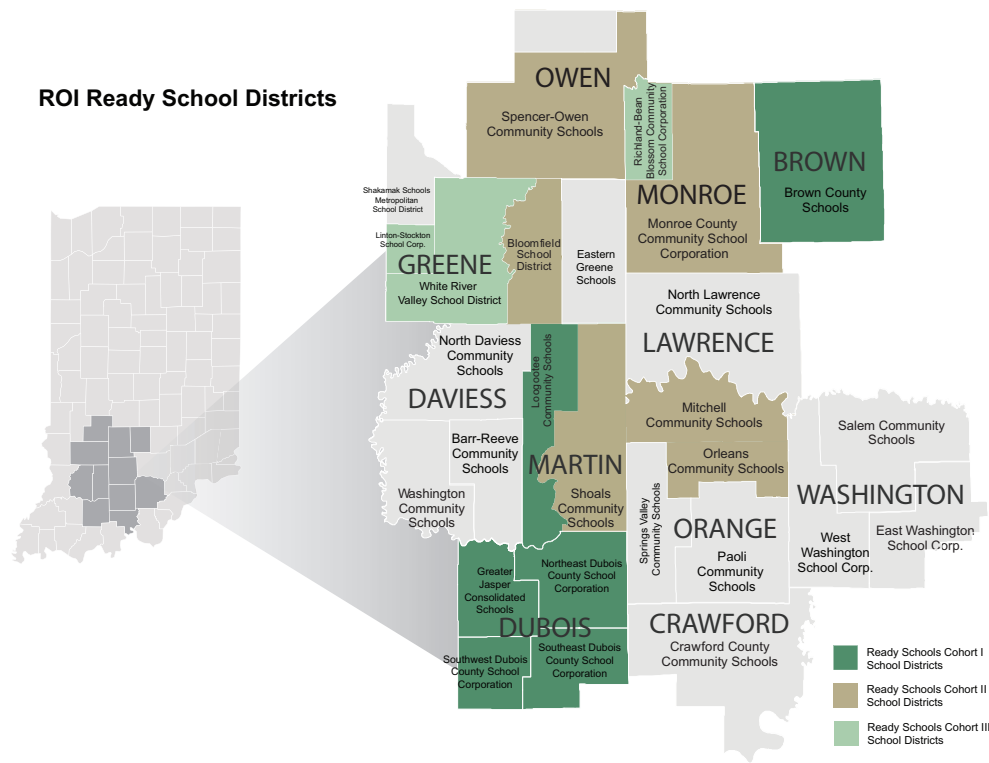 ROI Ready School Districts
OWEN
Spencer-Owen
Community Schools
Richland-Bean
Blossom Community
School Corporation
BROWN
Brown County
Schools
MONROE
Monroe County
Community School
Corporation
Shakamak Schools
Metropolitan
School District
Linton-Stockton
School Corp.
GREENE
White River
Valley School District
Bloomfield
School
District
Eastern
Greene
Schools
North Lawrence
Community Schools
LAWRENCE
North Daviess
Community
Schools
DAVIESS
Loogootee
Community Schools
Barr-Reeve
Community
Schools
Washington
Community
Schools
MARTIN
Shoals
Community
Schools
Mitchell
Community Schools
Orleans
Community Schools
Springs Valley
Community Schools
ORANGE
Paoli
Community
Schools
Salem Community
Schools
WASHINGTON
West
Washington
School Corp.
East Washington
School Corp.
Greater
Jasper
Consolidated
Schools
Northeast Dubois
County School
Corporation
DUBOIS
Southwest Dubois
County School
Corporation
Southeast Dubois
County School
Corporation
CRAWFORD
Crawford County
Community Schools
Ready Schools Cohort I
School Districts
Ready Schools Cohort II
School Districts
Ready Schools Cohort III
School Districts